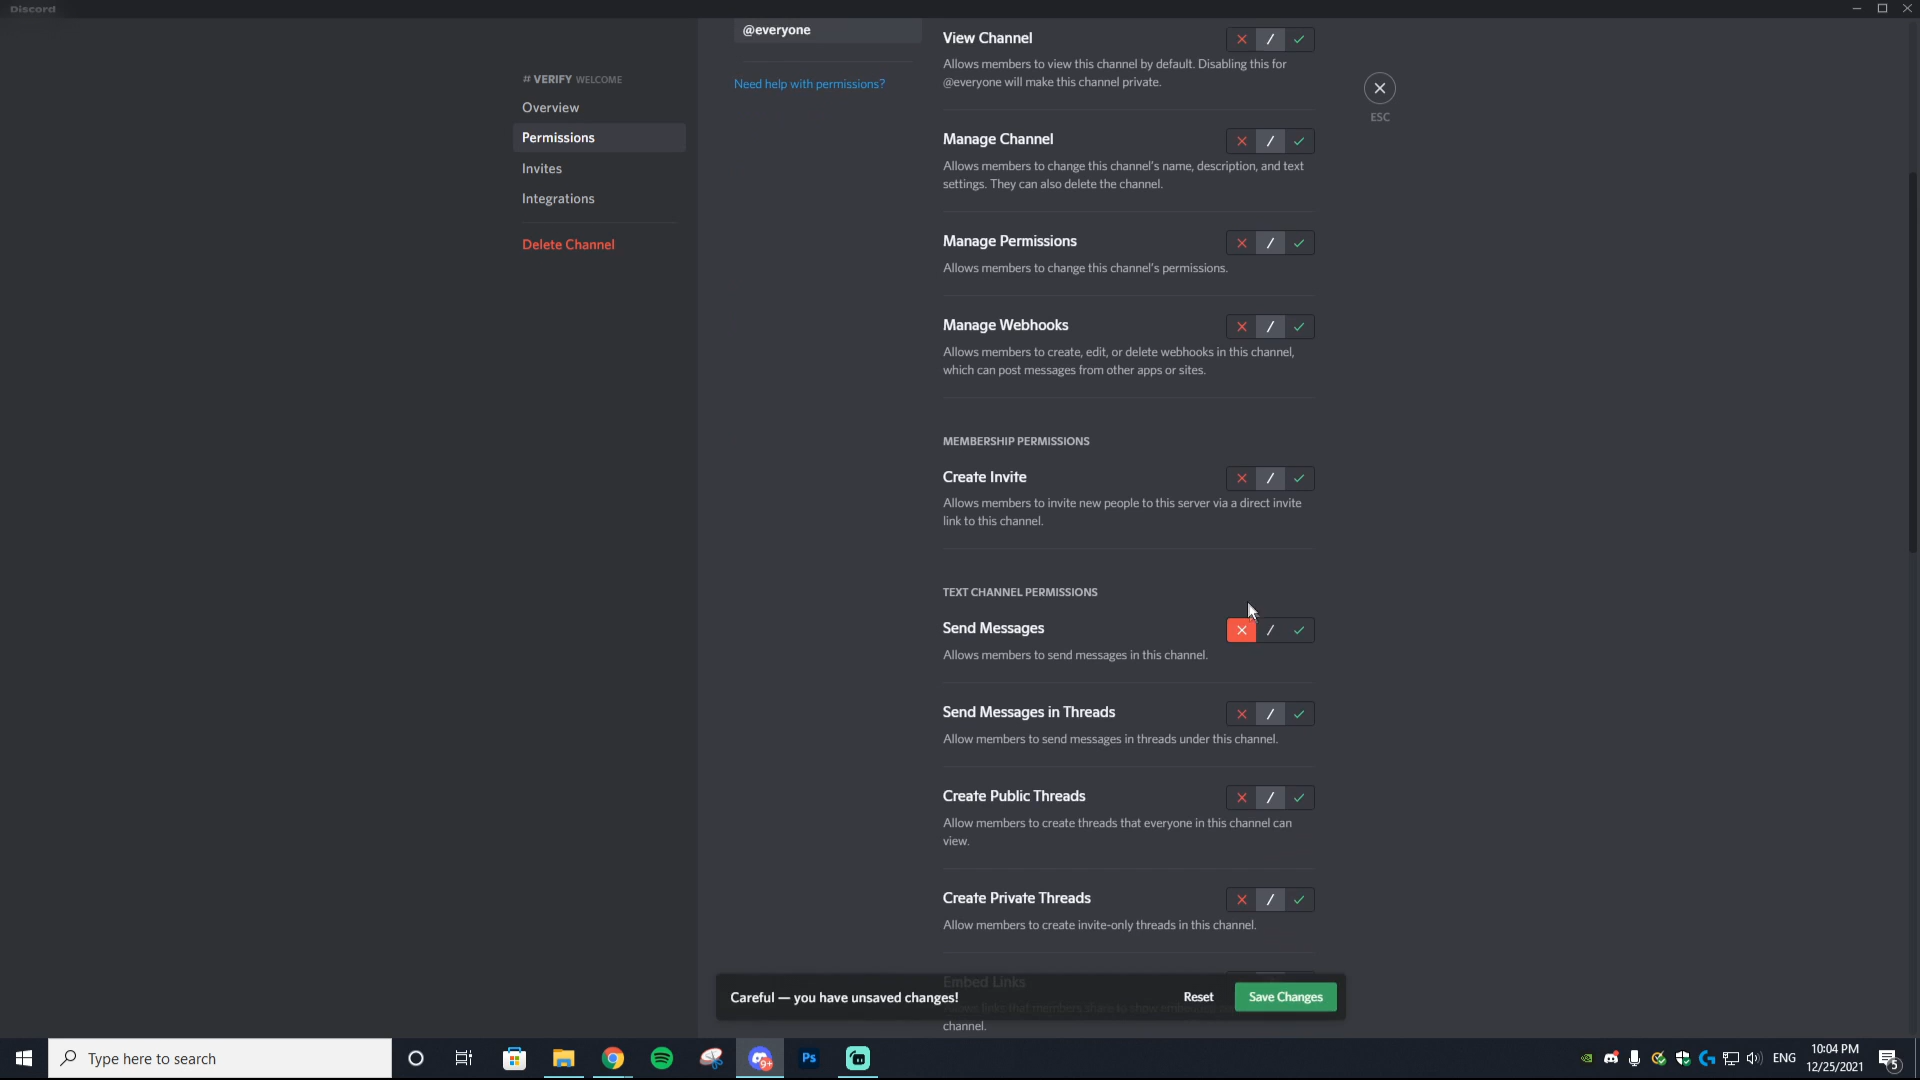 Discord
@everyone
Need help with permissions?
# VERIFY WELCOME
Overview
Permissions
Invites
Integrations
Delete Channel
View Channel
Allows members to view this channel by default. Disabling this for
@everyone will make this channel private.
ESC
Manage Channel
Allows members to change this channel's name, description, and text
settings. They can also delete the channel.
Manage Permissions
Allows members to change this channel's permissions.
Manage Webhooks
Allows members to create, edit, or delete webhooks in this channel,
which can post messages from other apps or sites.
MEMBERSHIP PERMISSIONS
Create Invite
Allows members to invite new people to this server via a direct invite
link to this channel.
TEXT CHANNEL PERMISSIONS
Send Messages
Allows members to send messages in this channel.
Send Messages in Threads
Allow members to send messages in threads under this channel.
Create Public Threads
Allow members to create threads that everyone in this channel can
view.
Create Private Threads
Allow members to create invite-only threads in this channel.
Embed Links
channel.
Careful — you have unsaved changes!
Reset
Save Changes
Type here to search
9+
Ps
ENG
10:04 PM
12/25/2021
5